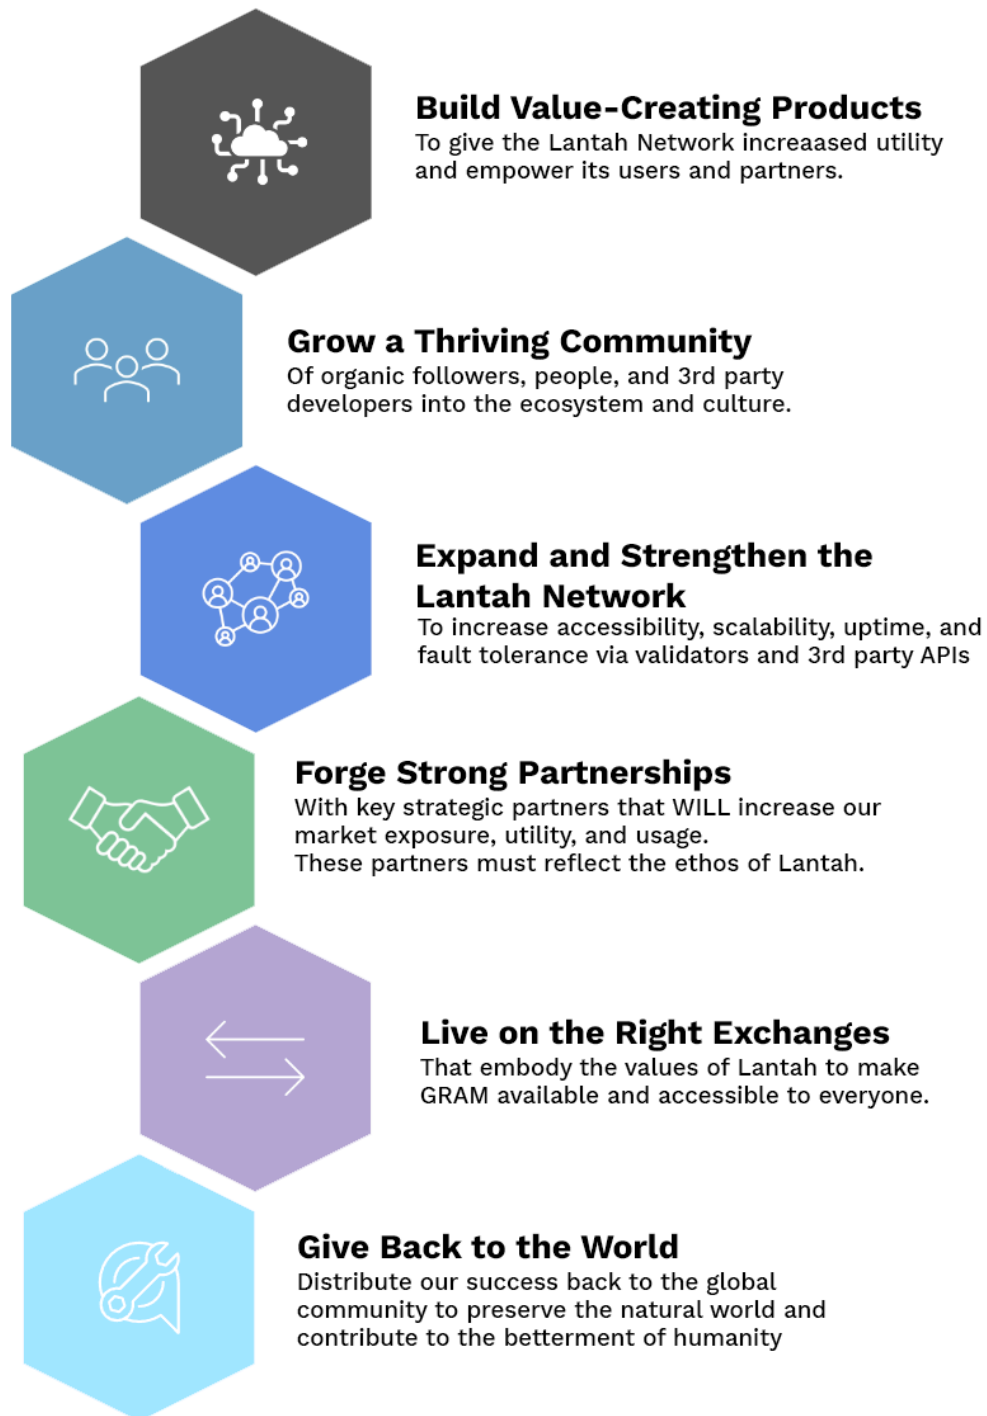 Build Value-Creating Products
To give the Lantah Network increaased utility
and empower its users and partners.
Grow a Thriving Community
Of organic followers, people, and 3rd party
developers into the ecosystem and culture.
Expand and Strengthen the
Lantah Network
To increase accessibility, scalability, uptime, and
fault tolerance via validators and 3rd party APIs
Forge Strong Partnerships
With key strategic partners that WILL increase our
market exposure, utility, and usage.
These partners must reflect the ethos of Lantah.
Live on the Right Exchanges
That embody the values of Lantah to make
GRAM available and accessible to everyone.
Give Back to the World
Distribute our success back to the global
community to preserve the natural world and
contribute to the betterment of humanity